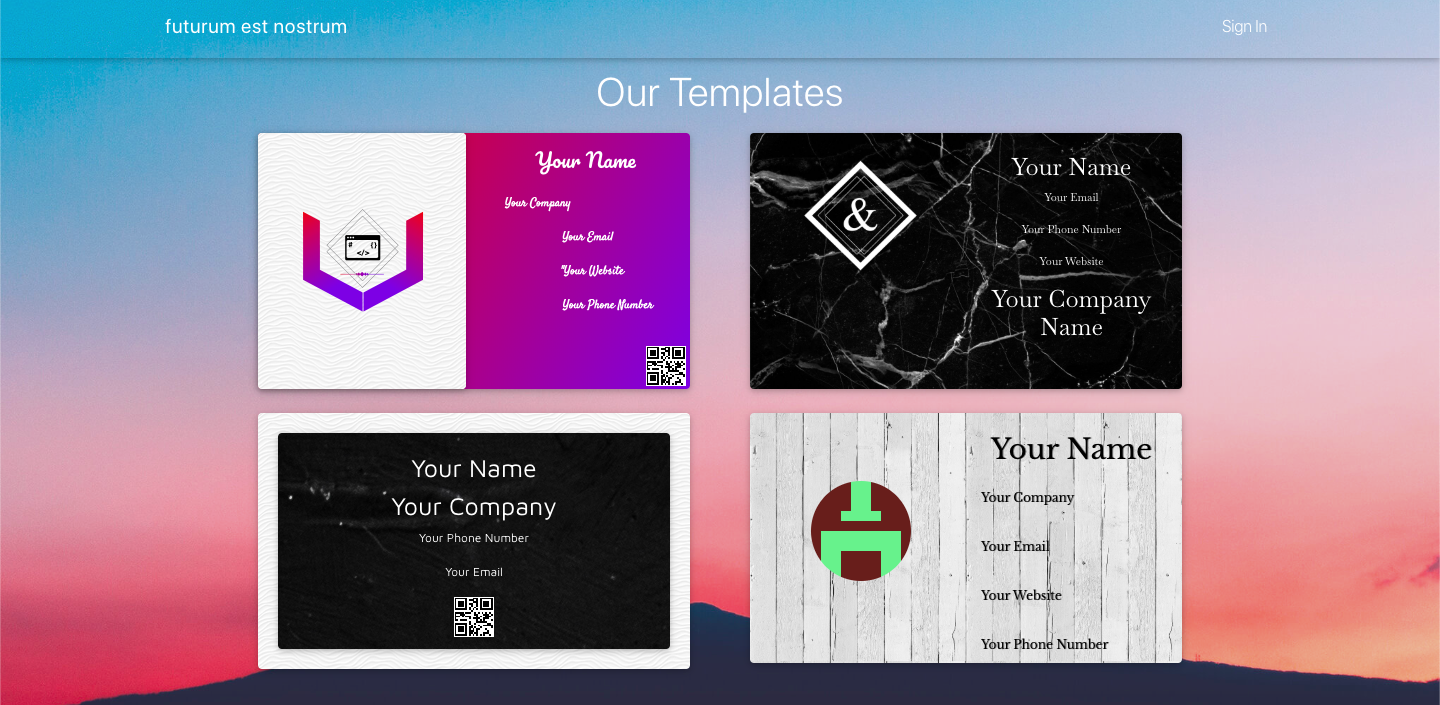 futurum est nostrum
Sign In
Our Templates
Your Name
Your Company
Your Email
"Your Website
Your Phone Number
# {}
</>
&
Your Name
Your Email
Your Phone Number
Your Website
Your Company
Name
Your Name
Your Company
Your Phone Number
Your Email
Your Name
Your Company
Your Email
Your Website
Your Phone Number